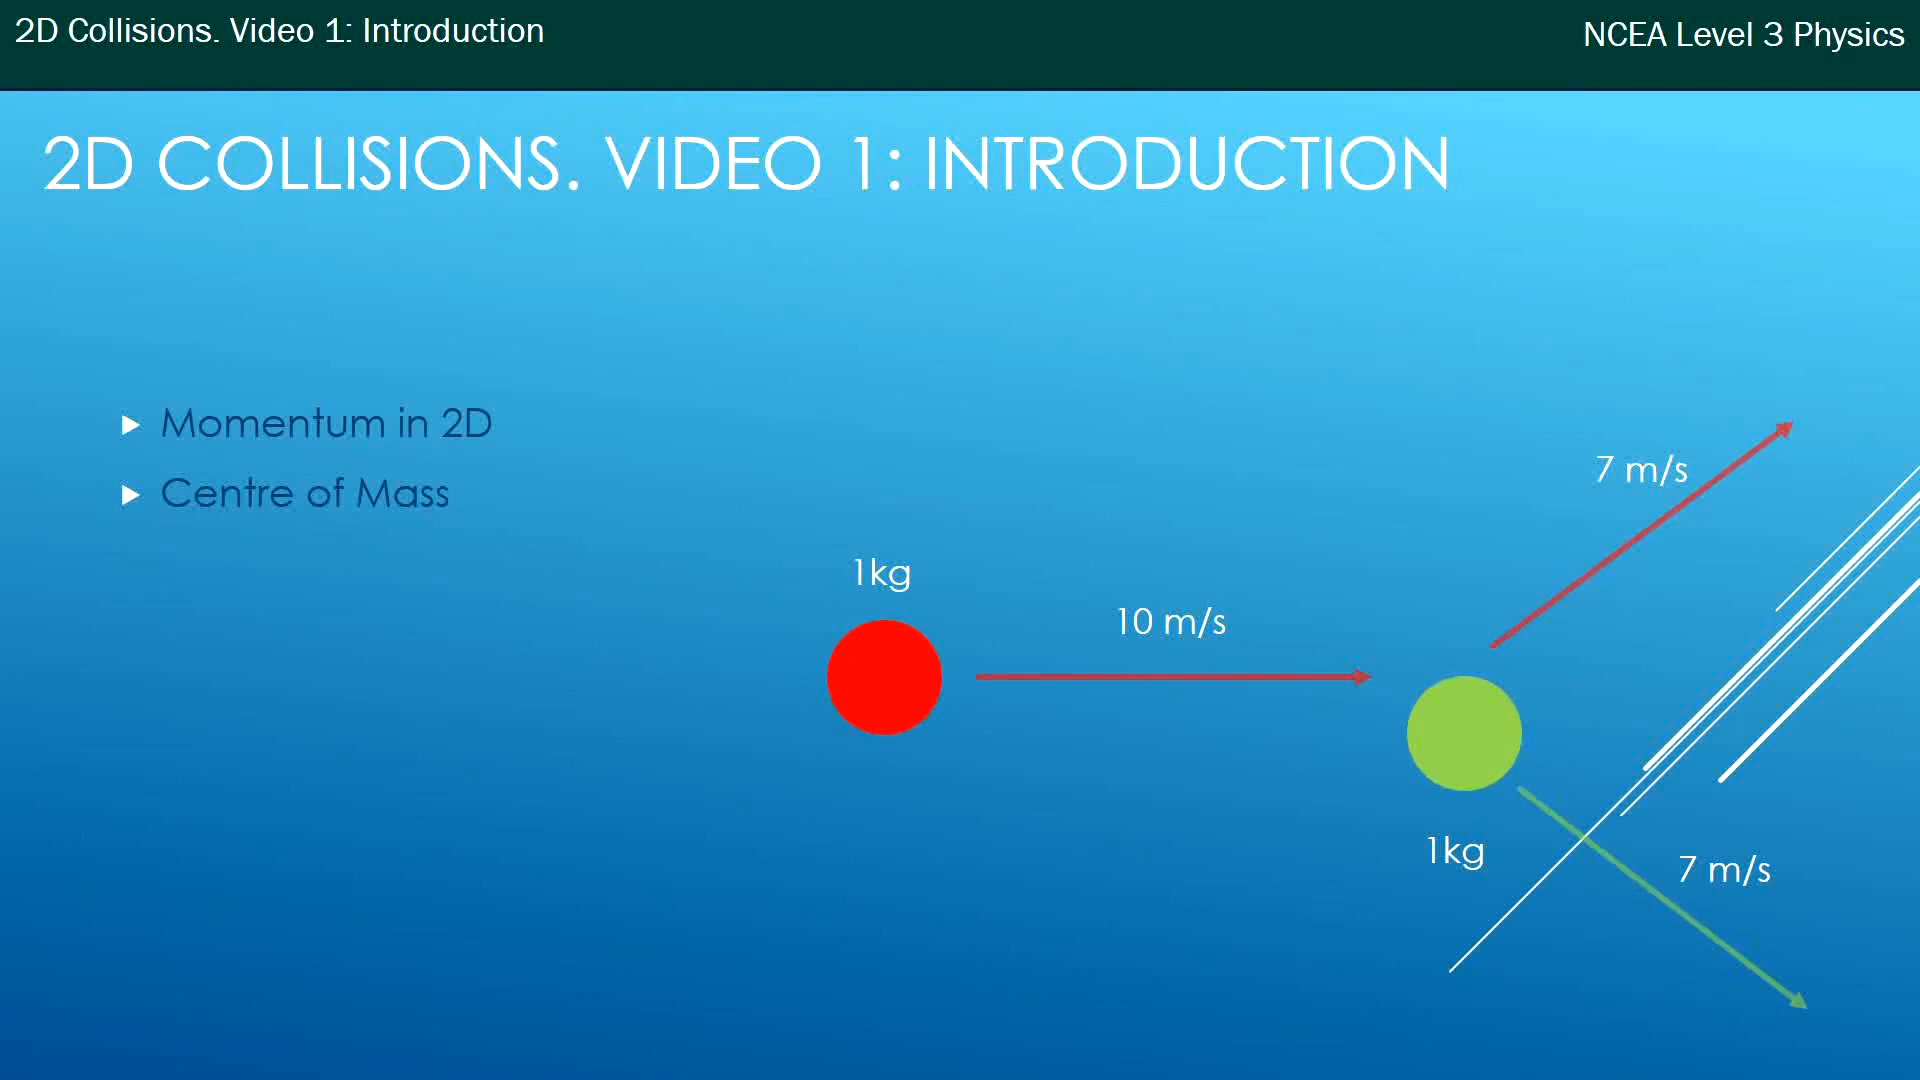 2D Collisions. Video 1: Introduction
NCEA Level 3 Physics
2D COLLISIONS. VIDEO 1: INTRODUCTION
Momentum in 2D
Centre of Mass
7 m/s
1kg
10 m/s
1kg
7 m/s